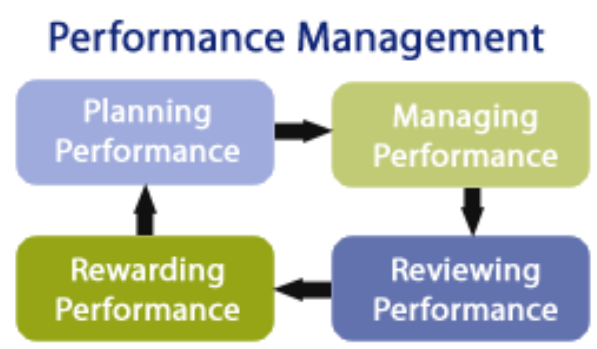 Performance Management
Planning
Performance
Managing
Performance
Rewarding
Performance
Reviewing
Performance